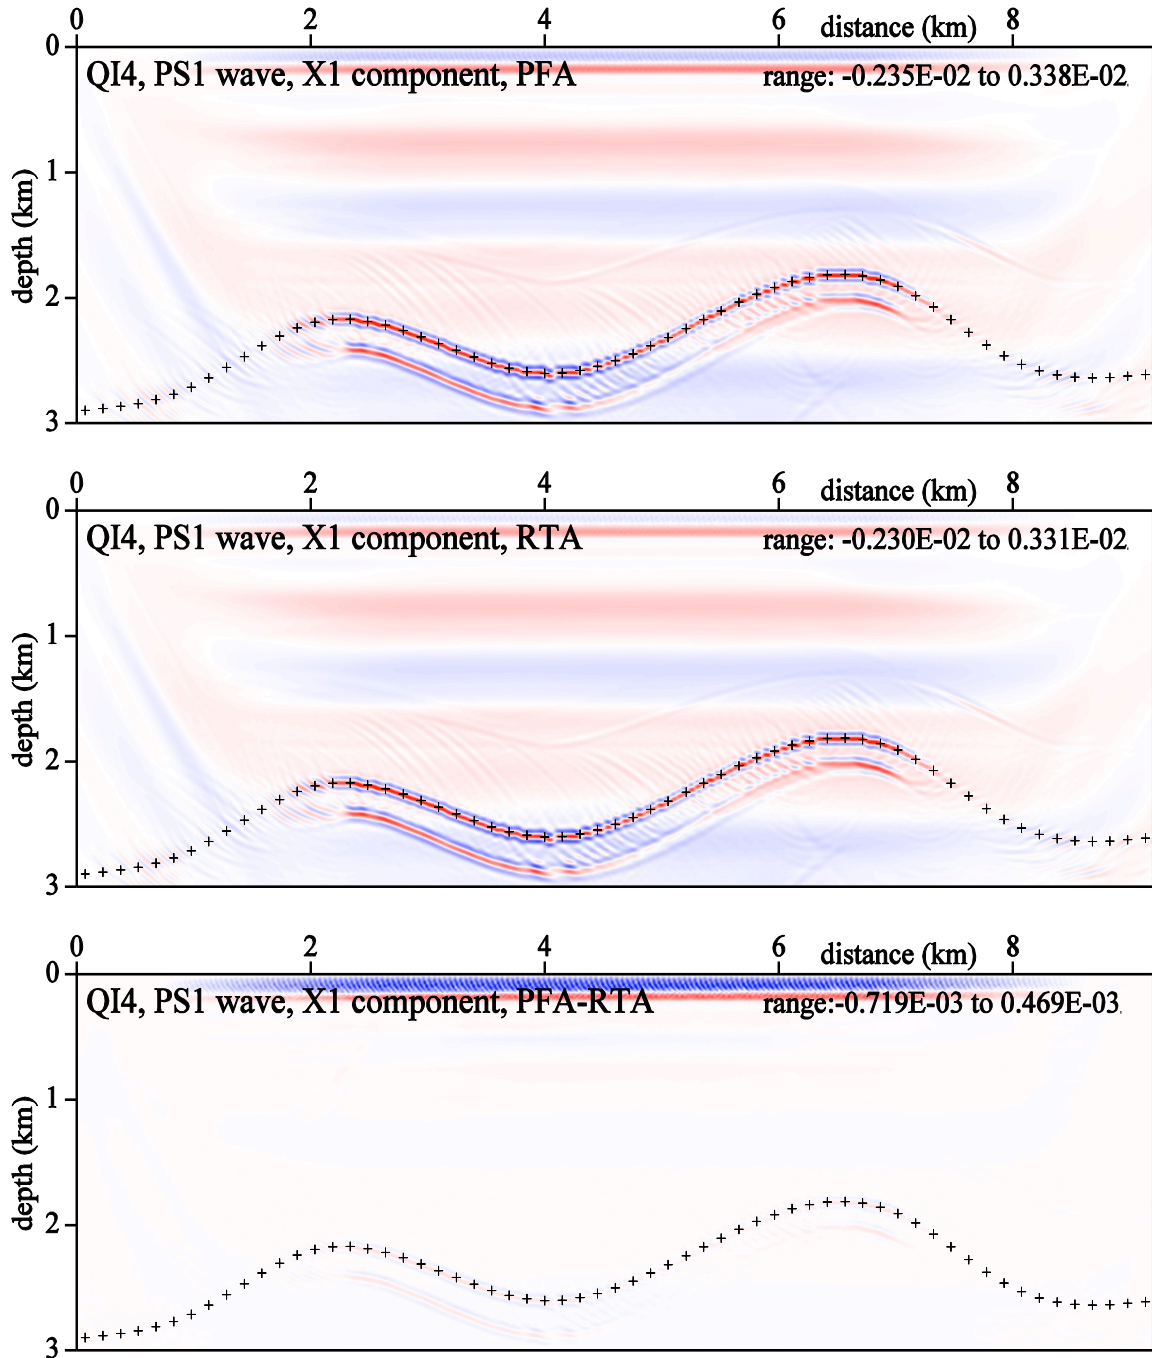 0 2 4 6 distance (km) 8
0
QI4, PS1 wave, X1 component, PFA range: -0.235E-02 to 0.338E-02.
1
depth (km)
2
3
0 2 4 6 distance (km) 8
0
QI4, PS1 wave, X1 component, RTA range: -0.230E-02 to 0.331E-02.
1
depth (km)
2
3
0 2 4 6 distance (km) 8
0
QI4, PS1 wave, X1 component, PFA-RTA range:-0.719E-03 to 0.469E-03.
1
depth (km)
2
3